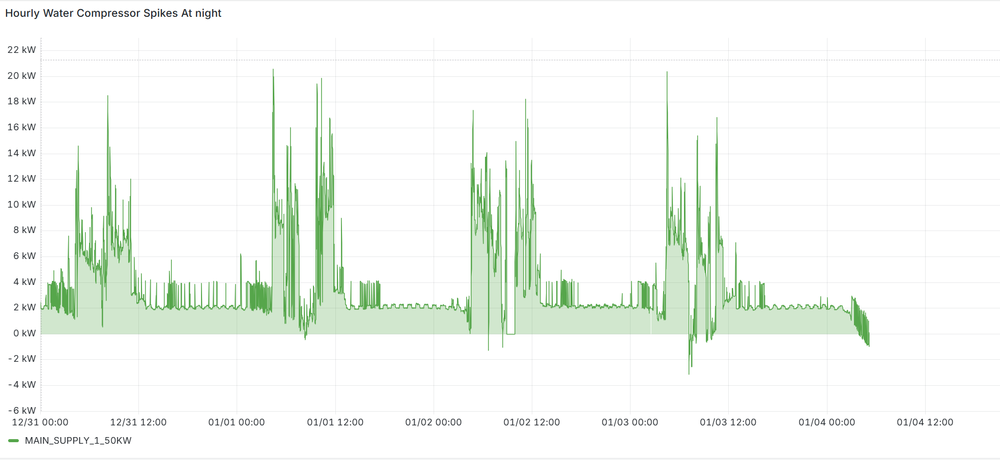 Hourly Water Compressor Spikes At night
22 kW
20 kW
18 kW
16 kW
14 kW
12 kW
10 kW
8 kW
6 kW
4 kW
2 kW
0 kW
-2 kW
-4 kW
-6 kW
12/31 00:00 12/31 12:00 01/01 00:00 01/01 12:00 01/02 00:00 01/02 12:00 01/03 00:00 01/03 12:00 01/04 00:00 01/04 12:00
MAIN_SUPPLY_1_50KW